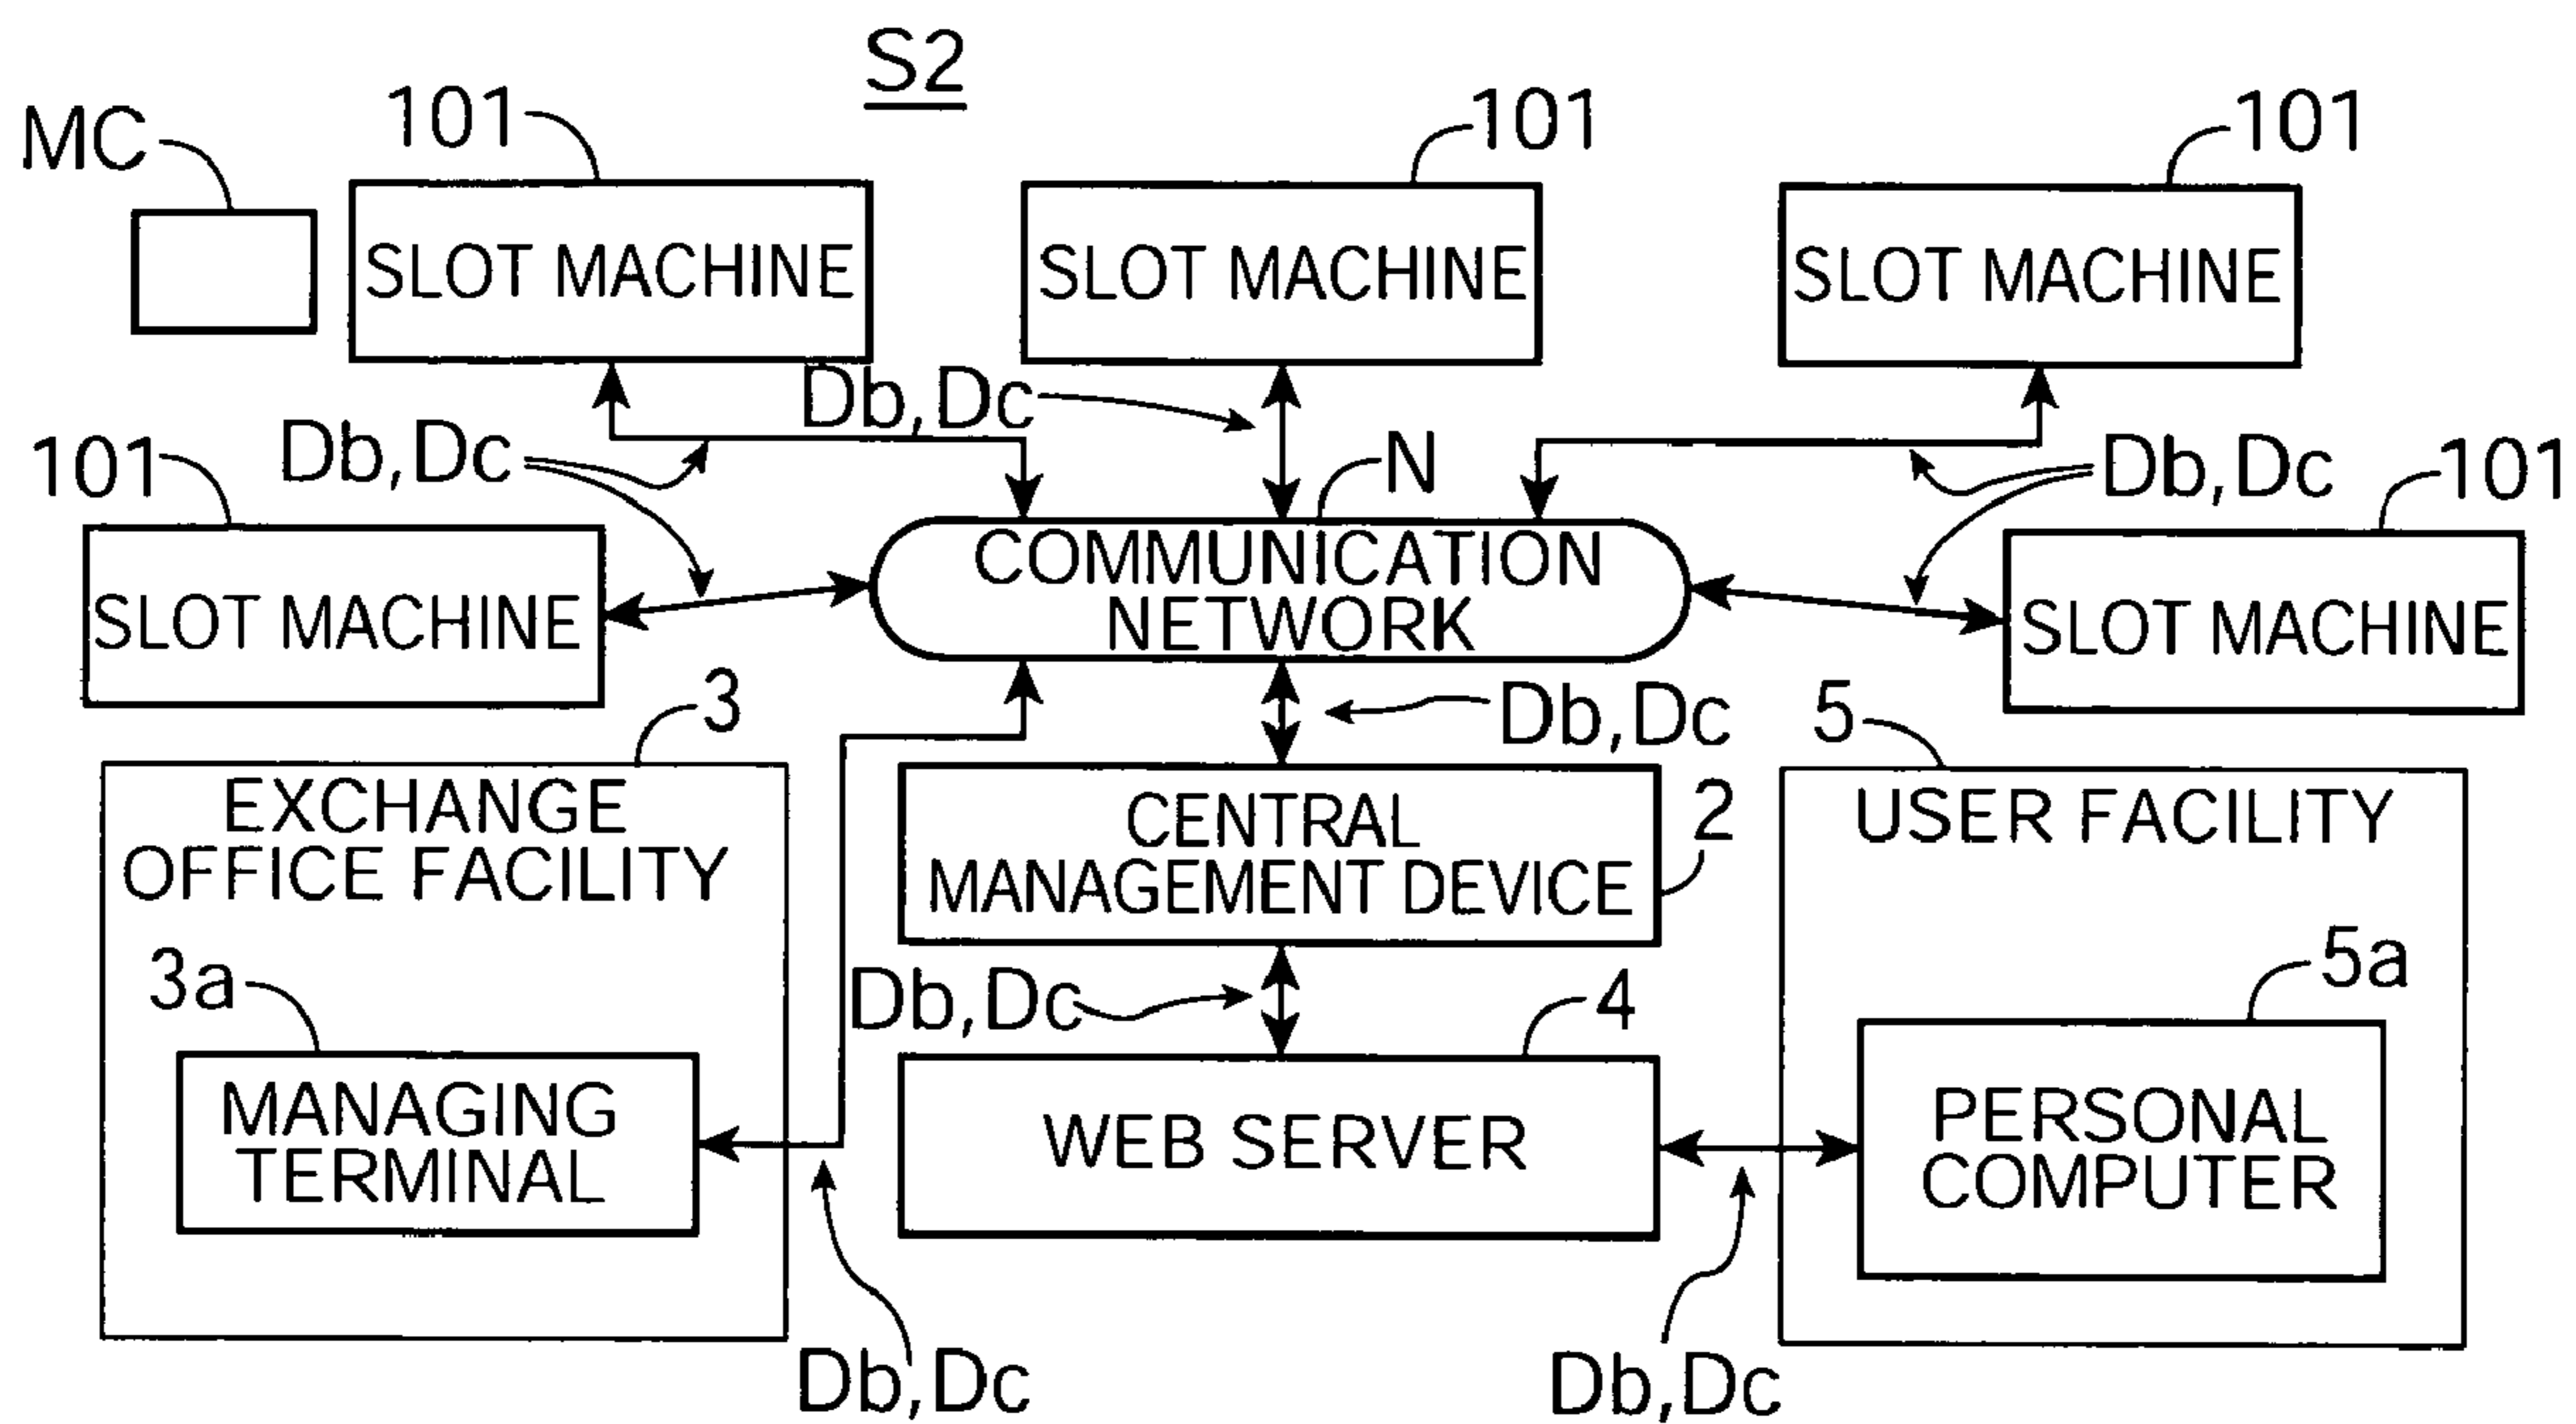 S2
MC
101
101
101
SLOT MACHINE
SLOT MACHINE
SLOT MACHINE
Db,Dc
101
Db,Dc
N
Db,Dc
101
COMMUNICATION
NETWORK
SLOT MACHINE
SLOT MACHINE
3
Db,Dc
5
EXCHANGE
OFFICE FACILITY
CENTRAL
MANAGEMENT DEVICE
2
USER FACILITY
3a
Db,Dc
4
5a
MANAGING
TERMINAL
WEB SERVER
PERSONAL
COMPUTER
Db,Dc
Db,Dc